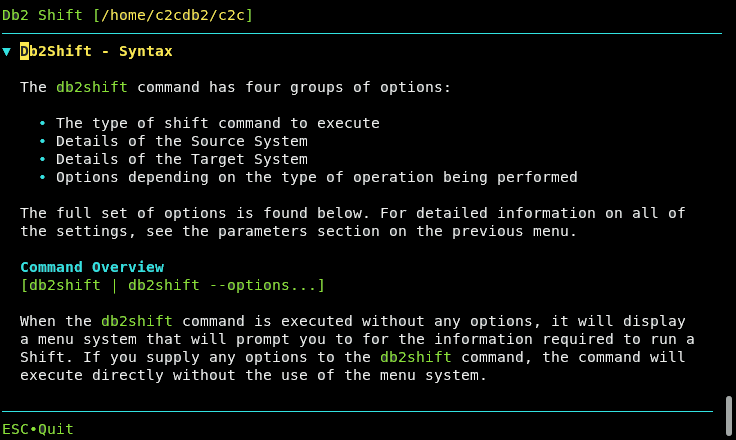 Db2 Shift [/home/c2cdb2/c2c]
▼ Db2Shift - Syntax
The db2shift command has four groups of options:
• The type of shift command to execute
• Details of the Source System
• Details of the Target System
• Options depending on the type of operation being performed
The full set of options is found below. For detailed information on all of
the settings, see the parameters section on the previous menu.
Command Overview
[db2shift | db2shift --options...]
When the db2shift command is executed without any options, it will display
a menu system that will prompt you to for the information required to run a
Shift. If you supply any options to the db2shift command, the command will
execute directly without the use of the menu system.
ESC•Quit